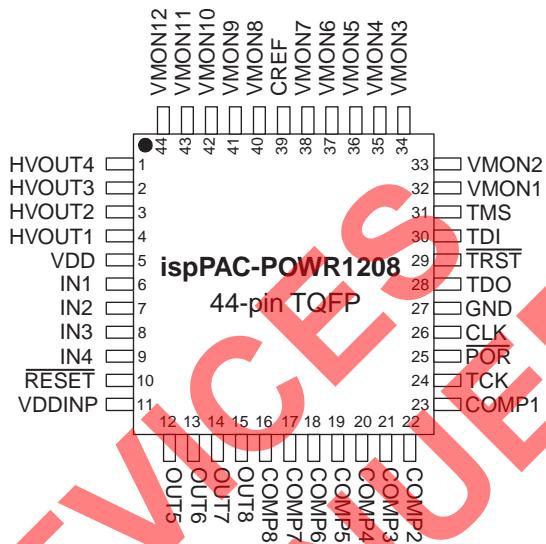 VMON12
VMON11
VMON10
VMON9
VMON8
CREF
VMON7
VMON6
VMON5
VMON4
VMON3
44
43
42
41
40
39
38
37
36
35
34
HVOUT4 1
HVOUT3 2
HVOUT2 3
HVOUT1 4
VDD 5
IN1 6
IN2 7
IN3 8
IN4 9
RESET 10
VDDINP 11
ispPAC-POWR1208
44-pin TQFP
33 VMON2
32 VMON1
31 TMS
30 TDI
29 TRST
28 TDO
27 GND
26 CLK
25 POR
24 TCK
23 COMP1
12 13 14 15 16 17 18 19 20 21 22
OUT5
OUT6
OUT7
OUT8
COMP8
COMP7
COMP6
COMP5
COMP4
COMP3
COMP2